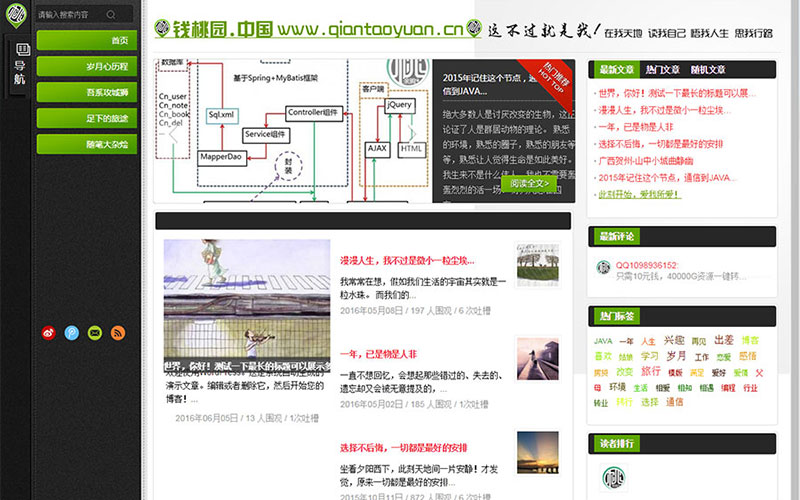 请输入搜索内容
导航
首页
岁月心历程
吾系攻城狮
足下的旅途
随笔大杂烩
钱桃园.中国 www.qiantaoyuan.cn
这不过就是我!
在我天地 读我自己 悟我人生 思我行路
数据库
Cn_user
Cn_note
Cn_book
Cn_del
基于Spring+MyBatis框架
Sql.xml
MapperDao
Service组件
Controller组件
封装
客户端
jQuery
AJAX
HTML
热门推荐
HOT TOP
2015年记住这个节点,通
信到JAVA...
绝大多数人是讨厌改变的生物,这正
论证了人是群居动物的理论。熟悉
的环境,熟悉的圈子,熟悉的朋友等
等,熟悉让人觉得生命是如此美好。
我生来不是什么伟人,我也不需要轰
轰烈烈的活一场
阅读全文>
世界,你好!测试一下最长的标题可以展示多
演示文章。编辑或者删除它,然后开始您的
博客!...
2016年06月05日 / 13 人围观 / 1次吐槽
漫漫人生,我不过是微小一粒尘埃...
我常常在想,假如我们生活的宇宙其实就是一
粒水珠。而我们的...
2016年05月08日 / 197 人围观 / 6 次吐槽
一年,已是物是人非
一直不想回忆,会想起那些错过的、失去的、
遗忘却又会被无意提及的,...
2016年05月02日 / 185 人围观 / 1次吐槽
选择不后悔,一切都是最好的安排
坐看夕阳西下,此刻天地间一片安静!才发
觉,原来一切都是最好的安排...
2015年10月11日 / 872 人围观 / 6 次吐槽
最新文章 热门文章 随机文章
世界,你好!测试一下最长的标题可以展...
漫漫人生,我不过是微小一粒尘埃...
一年,已是物是人非
选择不后悔,一切都是最好的安排
广西贺州-山中小城曲静幽
2015年记住这个节点,通信到JAVA...
此刻开始,爱我所爱!
最新评论
QQ1098936152:
只需10元钱,40000G资源一键转...
热门标签
JAVA 一年 人生 兴趣 再见 出差 博客
喜欢 姑娘 学习 岁月 工作 恋爱 感悟
改变 旅行 模版 满足 爱好 爱情 父
母 环境 生活 相爱 相知 相遇 编程 行业
转业 转行 选择 通信
读者排行